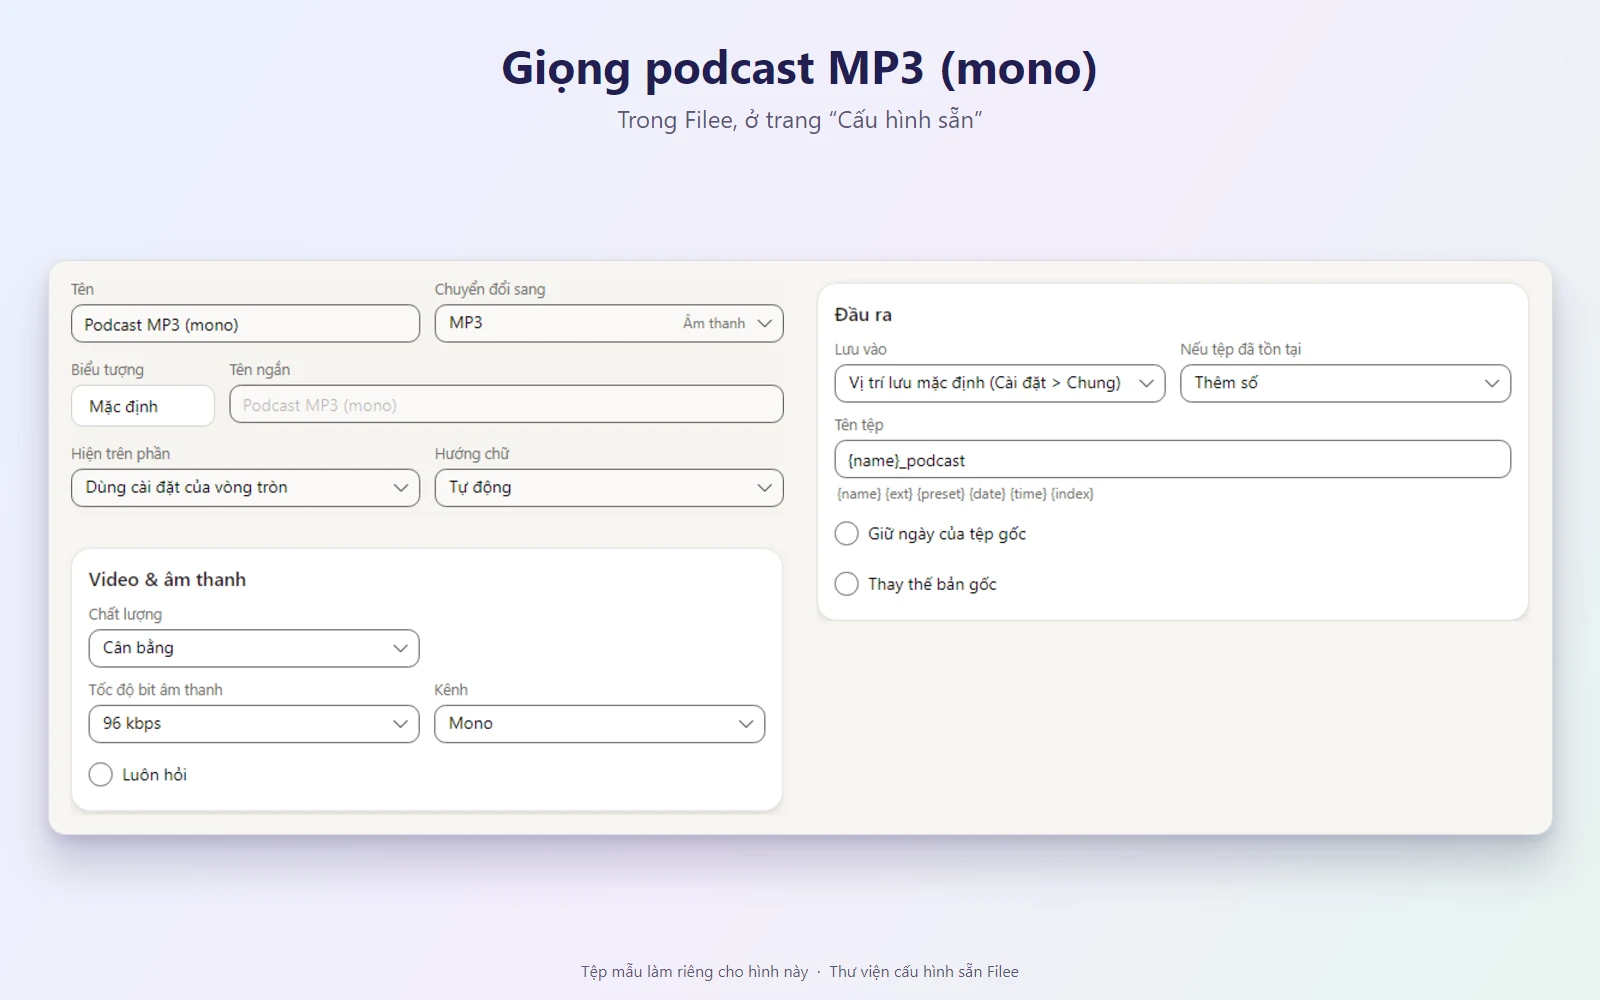 Giọng podcast MP3 (mono)
Trong Filee, ở trang “Cấu hình sẵn”
Tên
Podcast MP3 (mono)
Chuyển đổi sang
MP3 Âm thanh
Biểu tượng
Mặc định
Tên ngắn
Podcast MP3 (mono)
Hiện trên phần
Dùng cài đặt của vòng tròn
Hướng chữ
Tự động
Video & âm thanh
Chất lượng
Cân bằng
Tốc độ bit âm thanh
96 kbps
Kênh
Mono
Luôn hỏi
Đầu ra
Lưu vào
Vị trí lưu mặc định (Cài đặt > Chung)
Nếu tệp đã tồn tại
Thêm số
Tên tệp
{name}_podcast
{name} {ext} {preset} {date} {time} {index}
Giữ ngày của tệp gốc
Thay thế bản gốc
Tệp mẫu làm riêng cho hình này · Thư viện cấu hình sẵn Filee